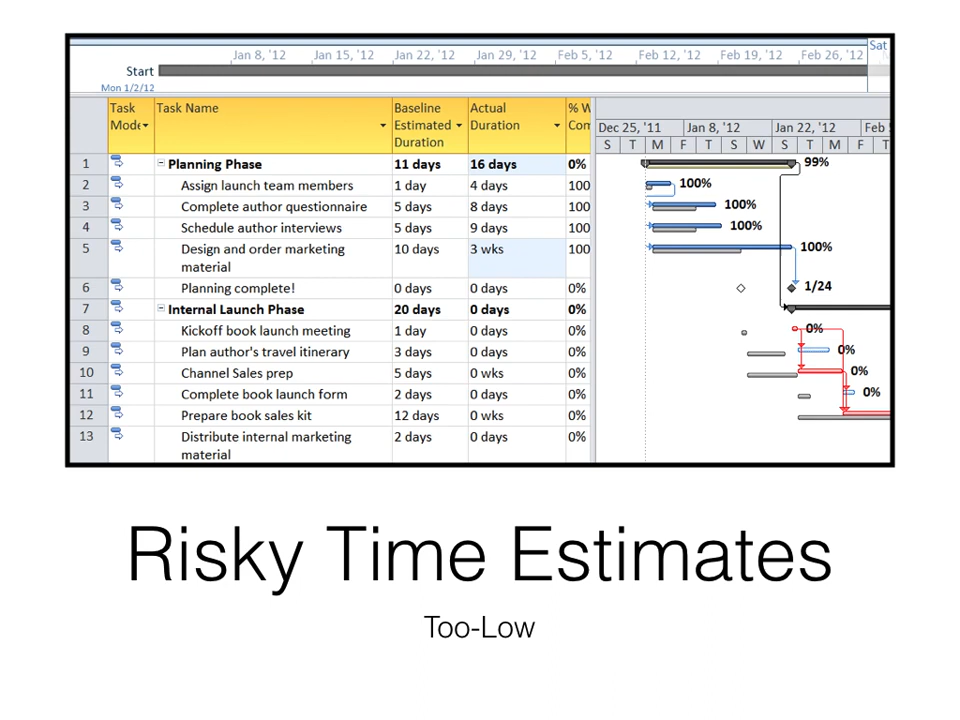 Jan 8, '12 Jan 15, '12 Jan 22, '12 Jan 29, '12 Feb 5, '12 Feb 12, '12 Feb 19, '12 Feb 26, '12 Sat
Start
Mon 1/2/12
Task Mode Task Name Baseline Estimated Duration Actual Duration % W Com
Dec 25, '11 Jan 8, '12 Jan 22, '12 Feb
S T M F T S W S T M F T
1 Planning Phase 11 days 16 days 0% 99%
2 Assign launch team members 1 day 4 days 100 100%
3 Complete author questionnaire 5 days 8 days 100 100%
4 Schedule author interviews 5 days 9 days 100 100%
5 Design and order marketing material 10 days 3 wks 100 100%
6 Planning complete! 0 days 0 days 0% 1/24
7 Internal Launch Phase 20 days 0 days 0%
8 Kickoff book launch meeting 1 day 0 days 0% 0%
9 Plan author's travel itinerary 3 days 0 days 0% 0%
10 Channel Sales prep 5 days 0 wks 0% 0%
11 Complete book launch form 2 days 0 days 0% 0%
12 Prepare book sales kit 12 days 0 wks 0%
13 Distribute internal marketing material 2 days 0 days 0%
Risky Time Estimates
Too-Low